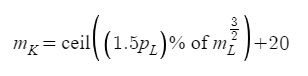 m_K = ceil((1.5p_L)% of m_L^{3/2})+20